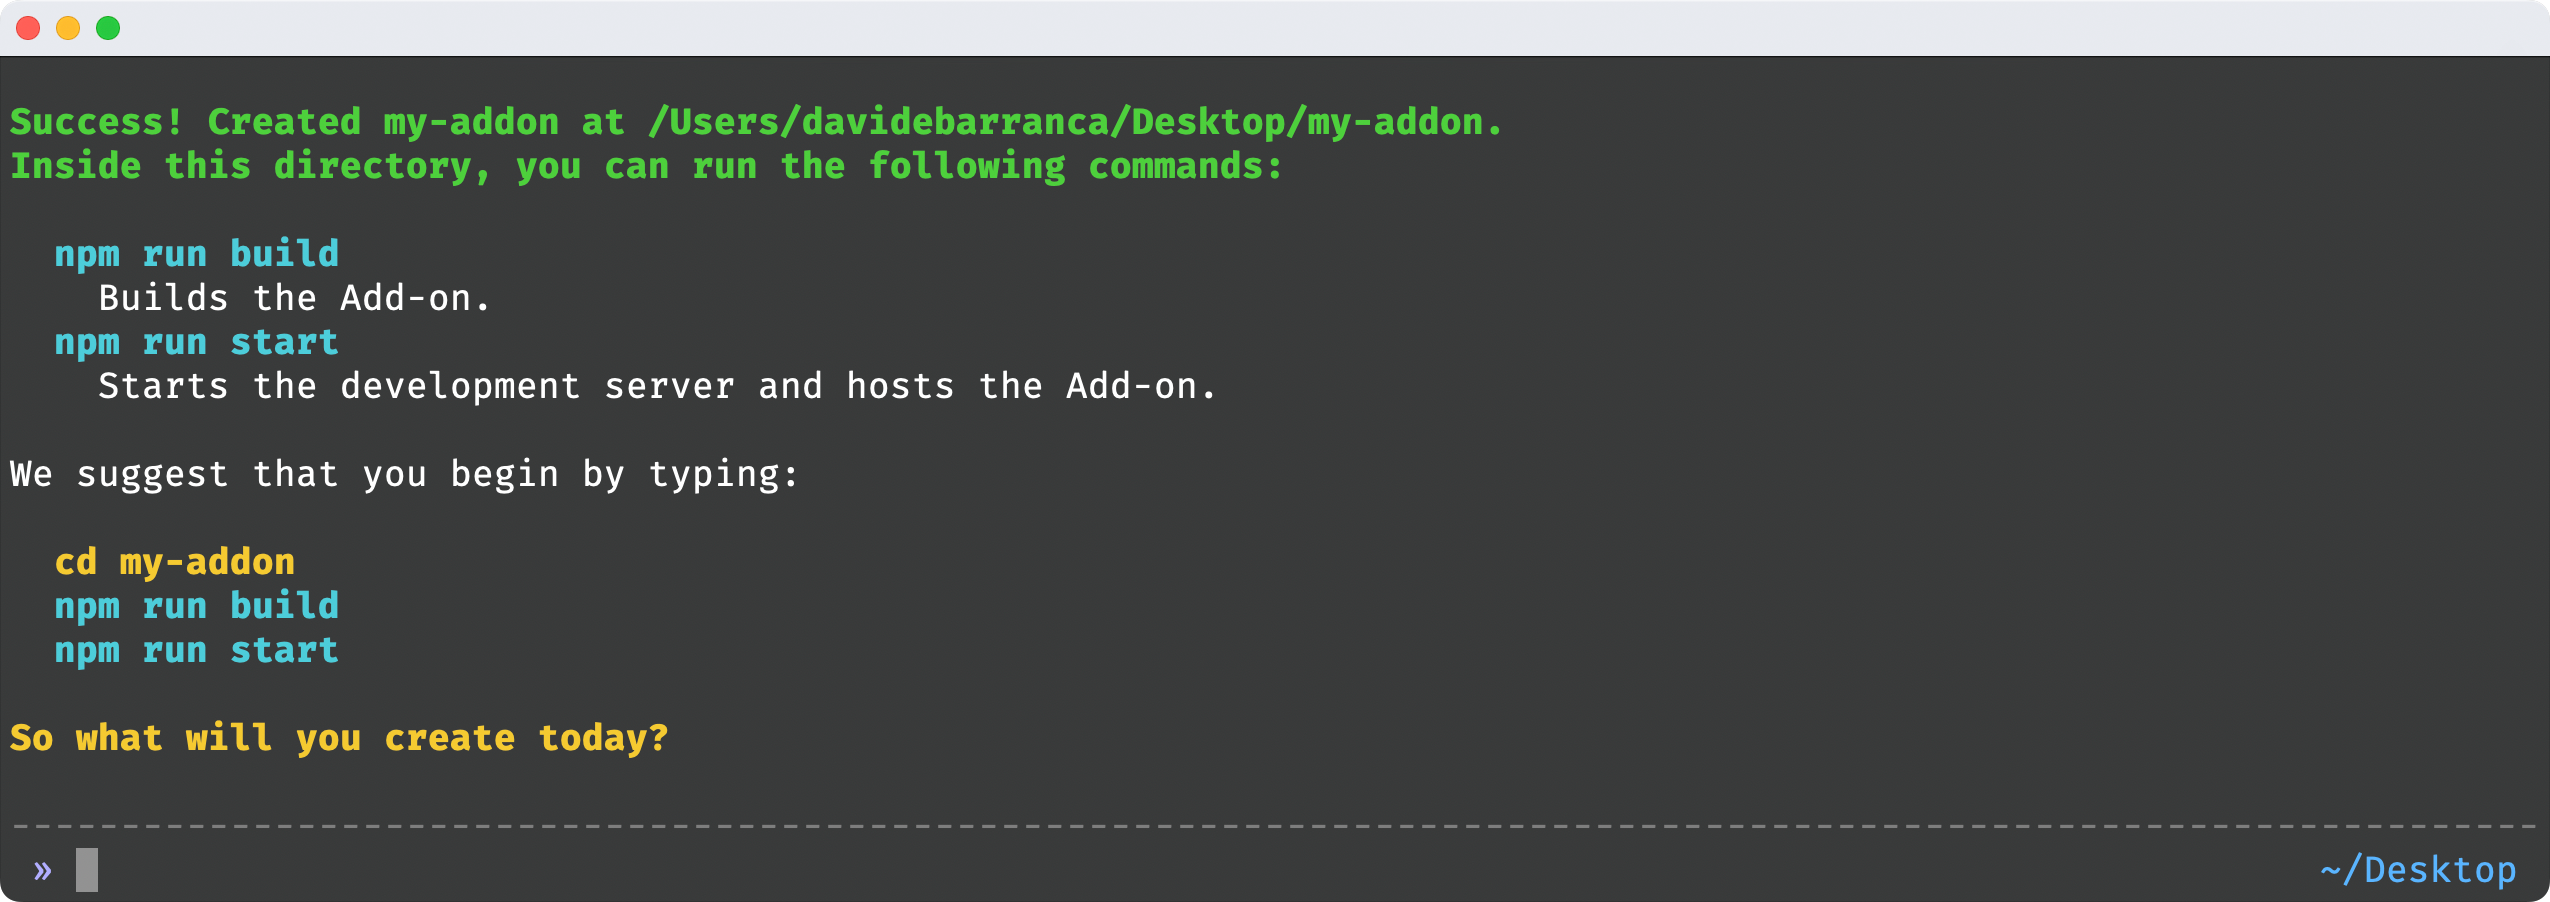 Success! Created my-addon at /Users/davidebarranca/Desktop/my-addon.
Inside this directory, you can run the following commands:
npm run build
Builds the Add-on.
npm run start
Starts the development server and hosts the Add-on.
We suggest that you begin by typing:
cd my-addon
npm run build
npm run start
So what will you create today?
» ~/Desktop